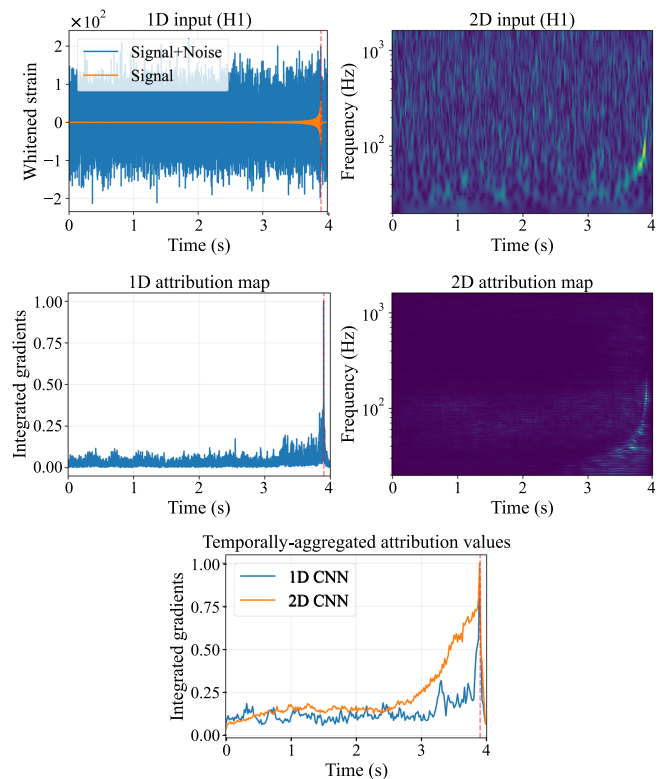 1D input (H1)
×10²
2
1
0
−1
−2
Whitened strain
Signal+Noise
Signal
0 1 2 3 4
Time (s)
2D input (H1)
10³
10²
Frequency (Hz)
0 1 2 3 4
Time (s)
1D attribution map
1.00
0.75
0.50
0.25
0.00
Integrated gradients
0 1 2 3 4
Time (s)
2D attribution map
10³
10²
Frequency (Hz)
0 1 2 3 4
Time (s)
Temporally-aggregated attribution values
1.00
0.75
0.50
0.25
0.00
Integrated gradients
1D CNN
2D CNN
0 1 2 3 4
Time (s)